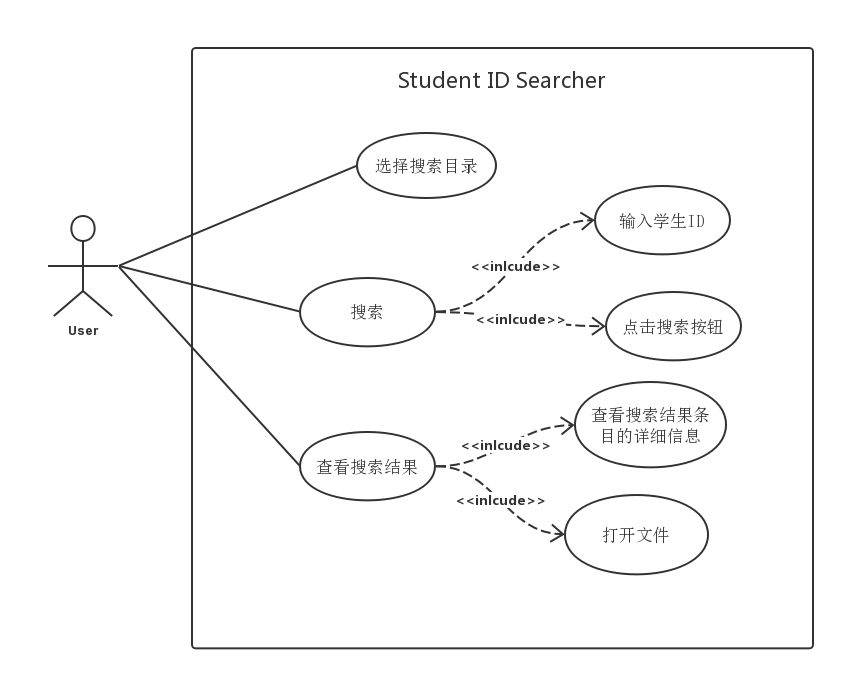 Student ID Searcher
选择搜索目录
输入学生ID
<<inlcude>>
搜索
<<inlcude>>
点击搜索按钮
User
查看搜索结果条
目的详细信息
<<inlcude>>
查看搜索结果
<<inlcude>>
打开文件